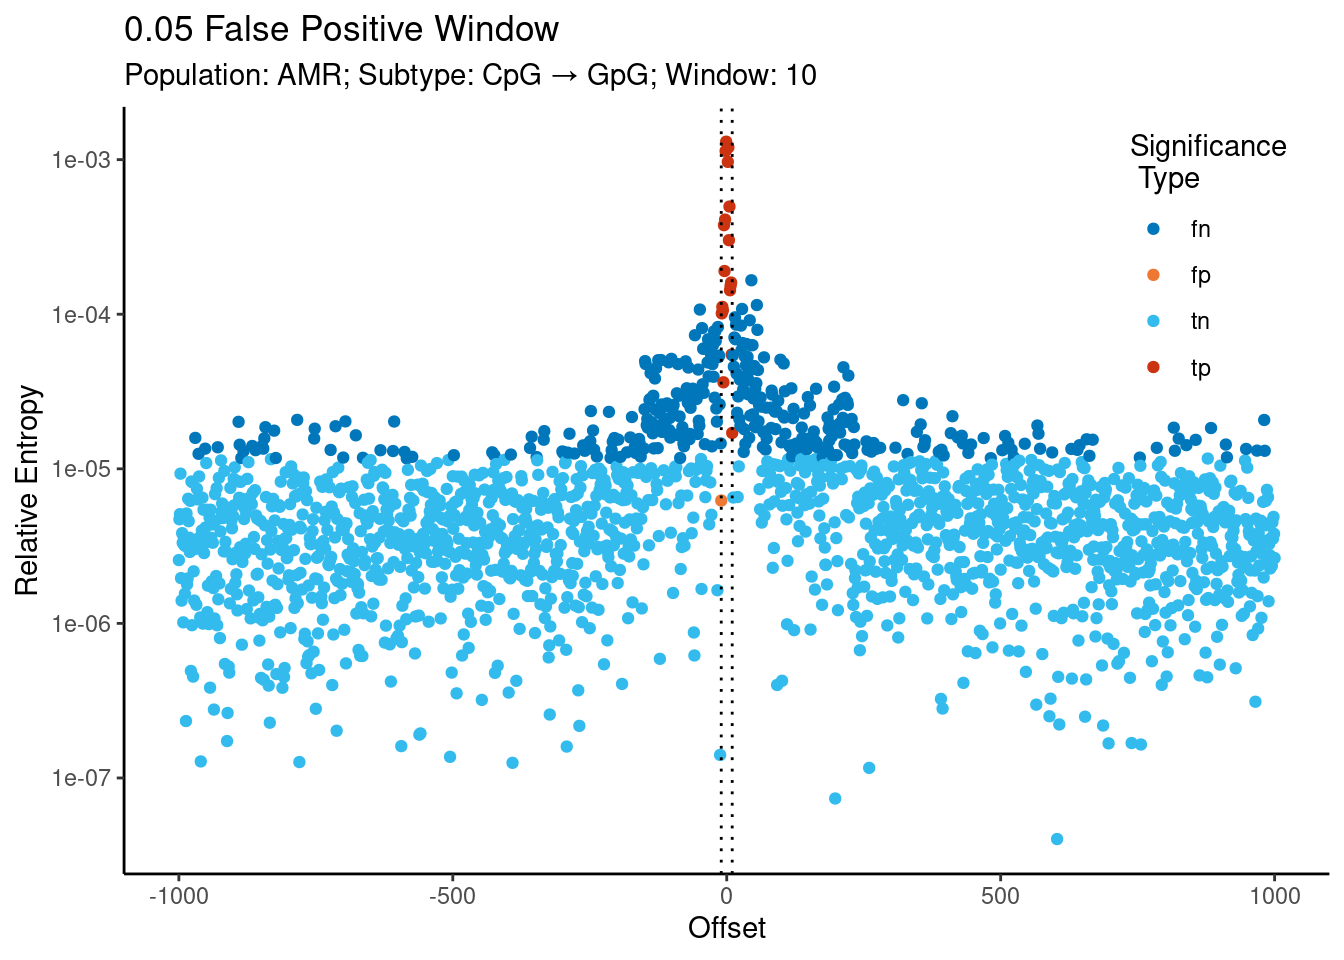 0.05 False Positive Window
Population: AMR; Subtype: CpG → GpG; Window: 10
Significance
Type
fn
fp
tn
tp
Relative Entropy
1e-03
1e-04
1e-05
1e-06
1e-07
-1000
-500
0
500
1000
Offset